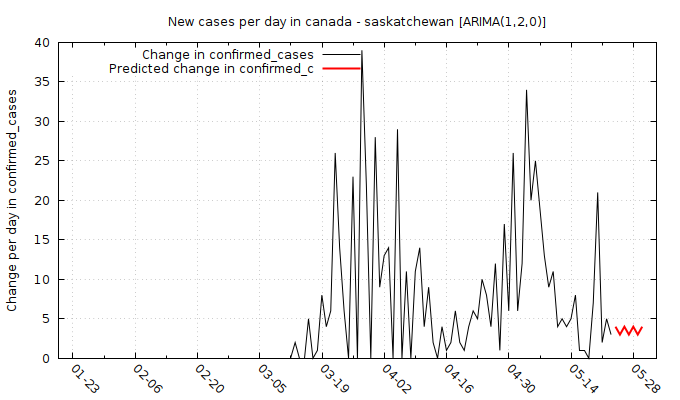 New cases per day in canada - saskatchewan [ARIMA(1,2,0)]
Change in confirmed_cases
Predicted change in confirmed_c
Change per day in confirmed_cases
40
35
30
25
20
15
10
5
0
01-23 02-06 02-20 03-05 03-19 04-02 04-16 04-30 05-14 05-28